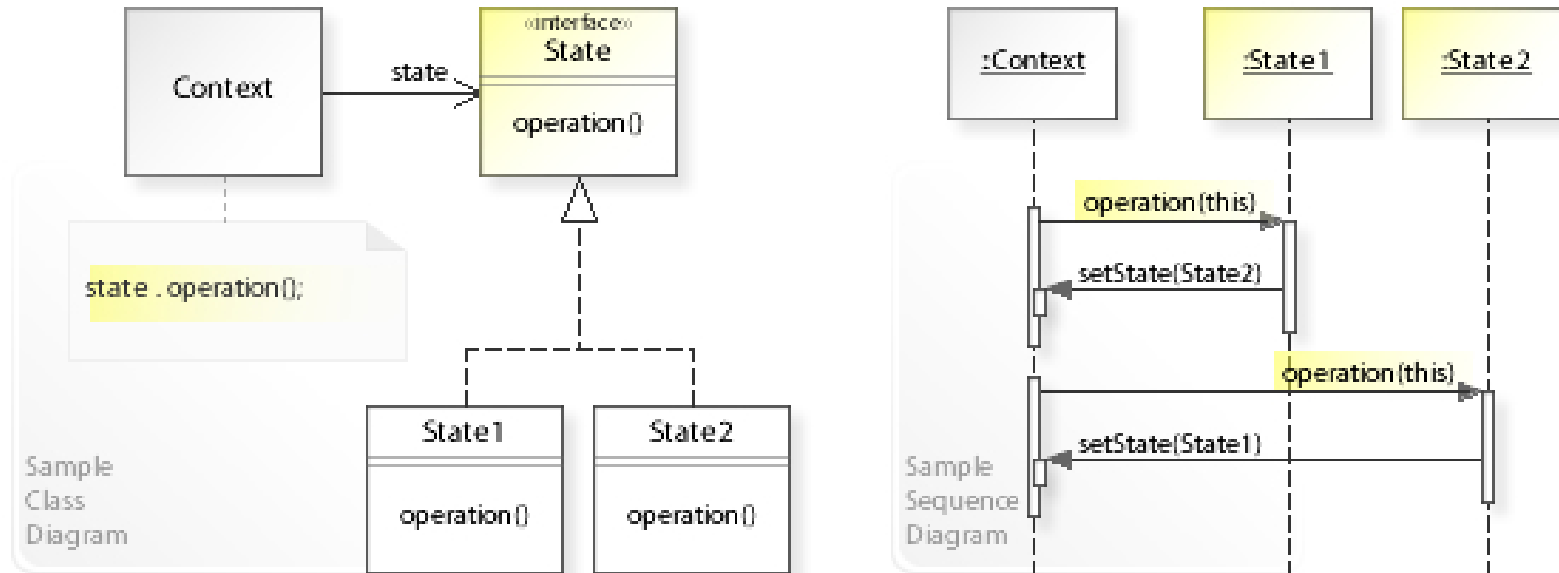 Context
state
«interface»
State
operation()
state . operation();
State1
operation()
State2
operation()
Sample
Class
Diagram
:Context
:State1
:State2
operation(this)
setState(State2)
operation(this)
setState(State1)
Sample
Sequence
Diagram